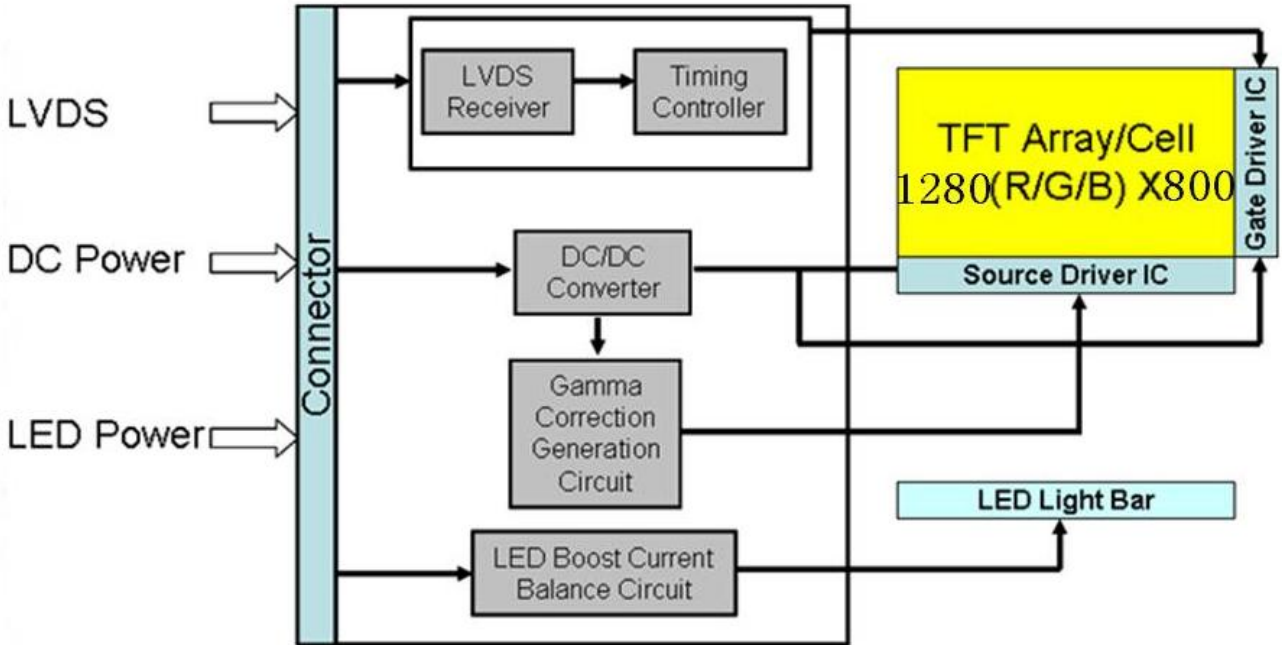 LVDS
DC Power
LED Power
Connector
LVDS
Receiver
Timing
Controller
DC/DC
Converter
Gamma
Correction
Generation
Circuit
LED Boost Current
Balance Circuit
TFT Array/Cell
1280(R/G/B) X800
Gate Driver IC
Source Driver IC
LED Light Bar